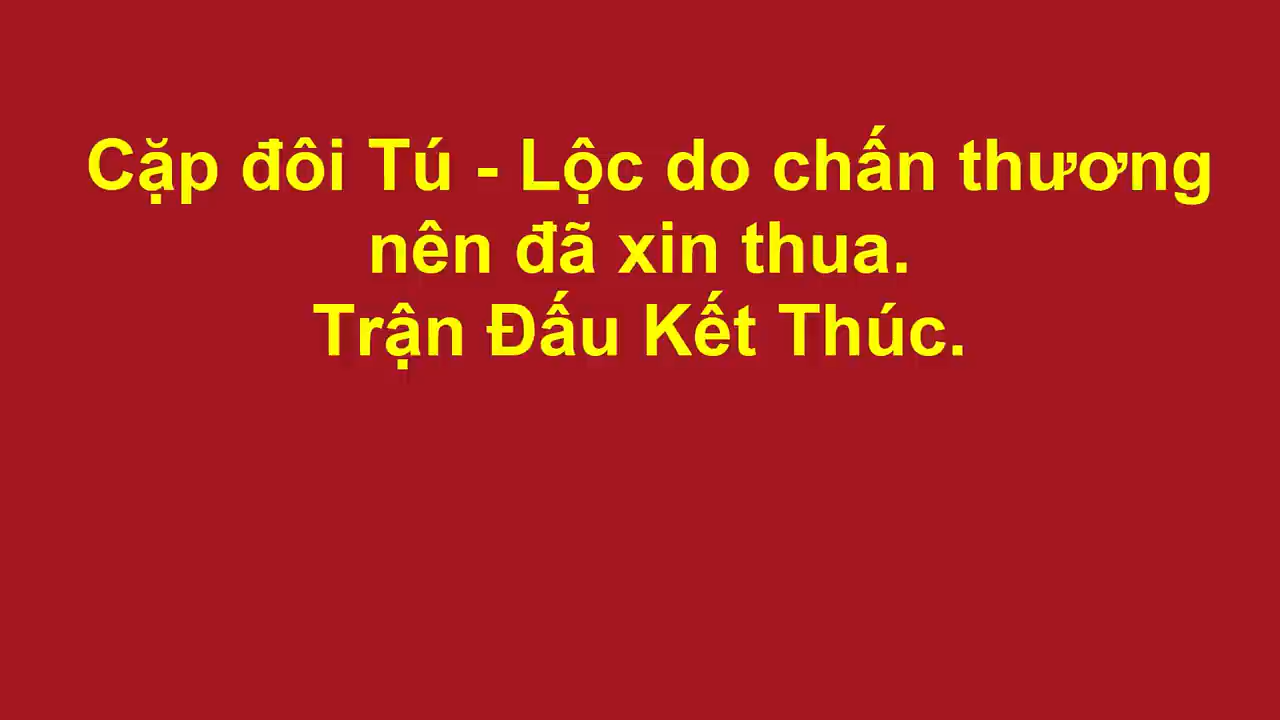 Cặp đôi Tú - Lộc do chấn thương
nên đã xin thua.
Trận Đấu Kết Thúc.